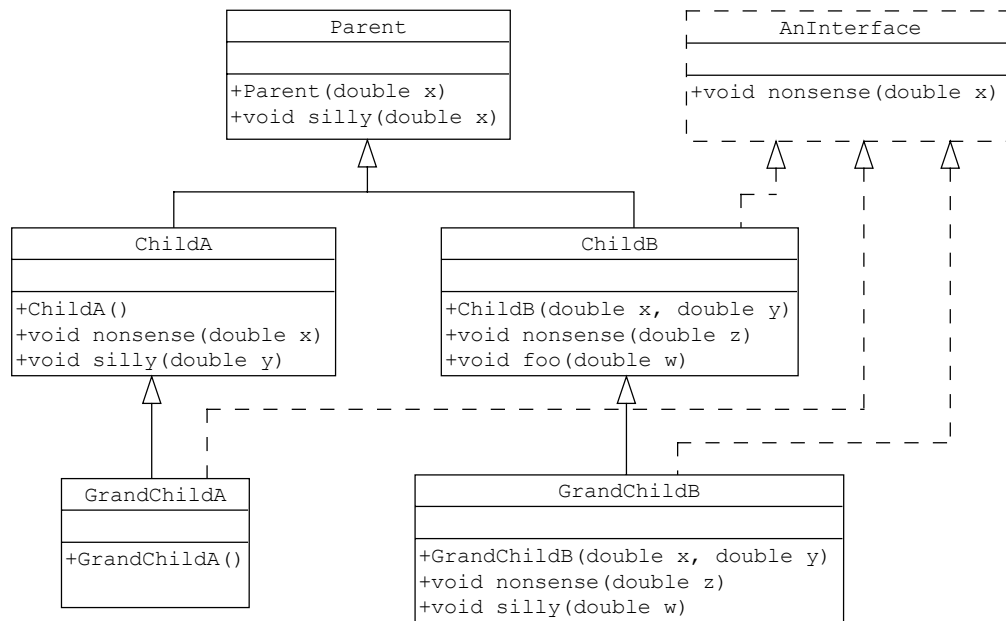 Parent
+Parent(double x)
+void silly(double x)
AnInterface
+void nonsense(double x)
ChildA
+ChildA()
+void nonsense(double x)
+void silly(double y)
ChildB
+ChildB(double x, double y)
+void nonsense(double z)
+void foo(double w)
GrandChildA
+GrandChildA()
GrandChildB
+GrandChildB(double x, double y)
+void nonsense(double z)
+void silly(double w)